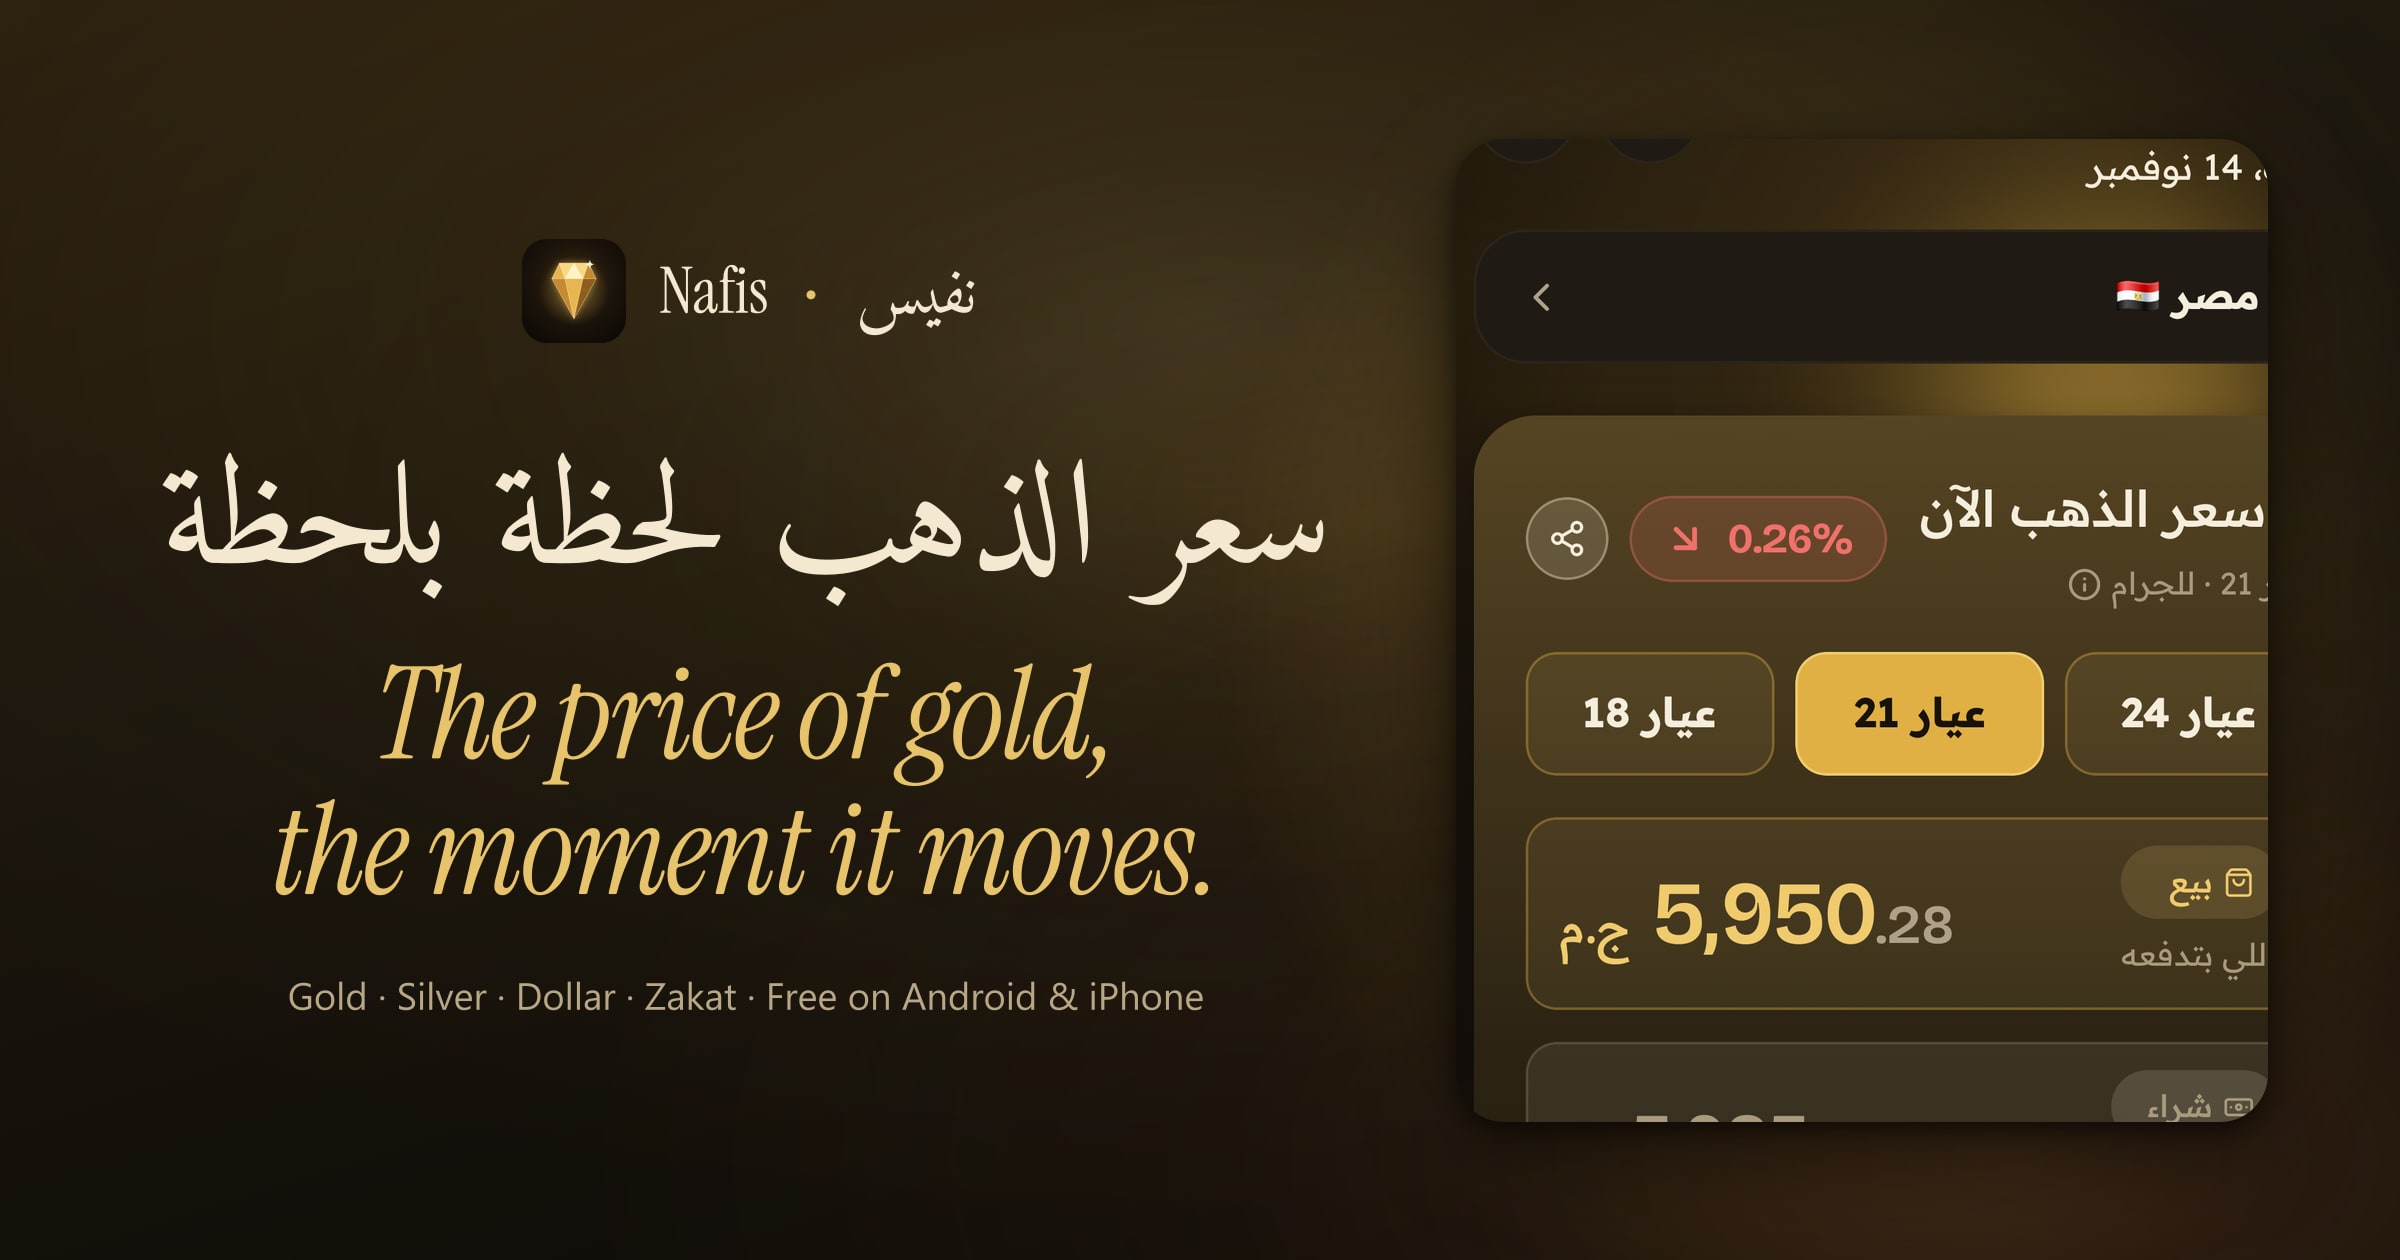 Nafis · نفيس
سعر الذهب لحظة بلحظة
The price of gold,
the moment it moves.
Gold · Silver · Dollar · Zakat · Free on Android & iPhone
، 14 نوفمبر
مصر
سعر الذهب الآن
0.26%
21 · للجرام
عيار 24
عيار 21
عيار 18
بيع
5,950.28 ج.م
بتدفعه
شراء